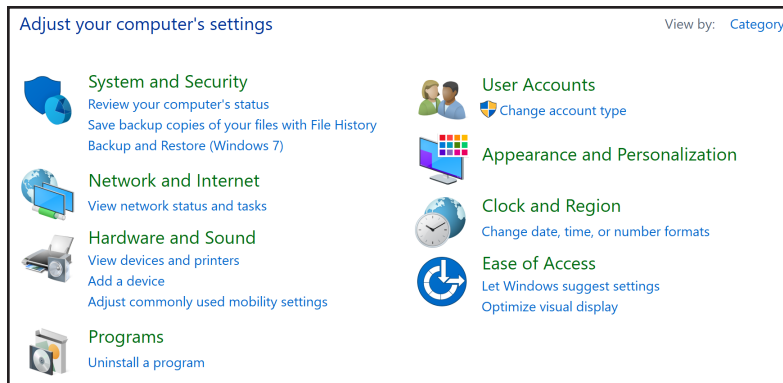 Adjust your computer's settings
View by: Category
System and Security
Review your computer's status
Save backup copies of your files with File History
Backup and Restore (Windows 7)
Network and Internet
View network status and tasks
Hardware and Sound
View devices and printers
Add a device
Adjust commonly used mobility settings
Programs
Uninstall a program
User Accounts
Change account type
Appearance and Personalization
Clock and Region
Change date, time, or number formats
Ease of Access
Let Windows suggest settings
Optimize visual display